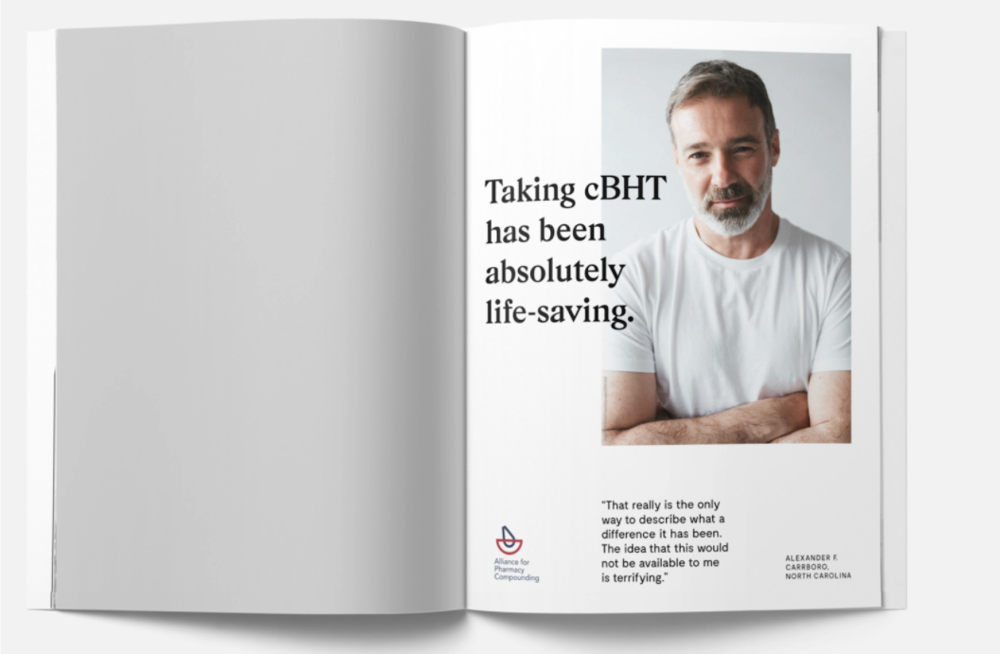 Taking cBHT
has been
absolutely
life-saving.
“That really is the only
way to describe what a
difference it has been.
The idea that this would
not be available to me
is terrifying.”
Alliance for
Pharmacy
Compounding
ALEXANDER F.
CARRBORO,
NORTH CAROLINA